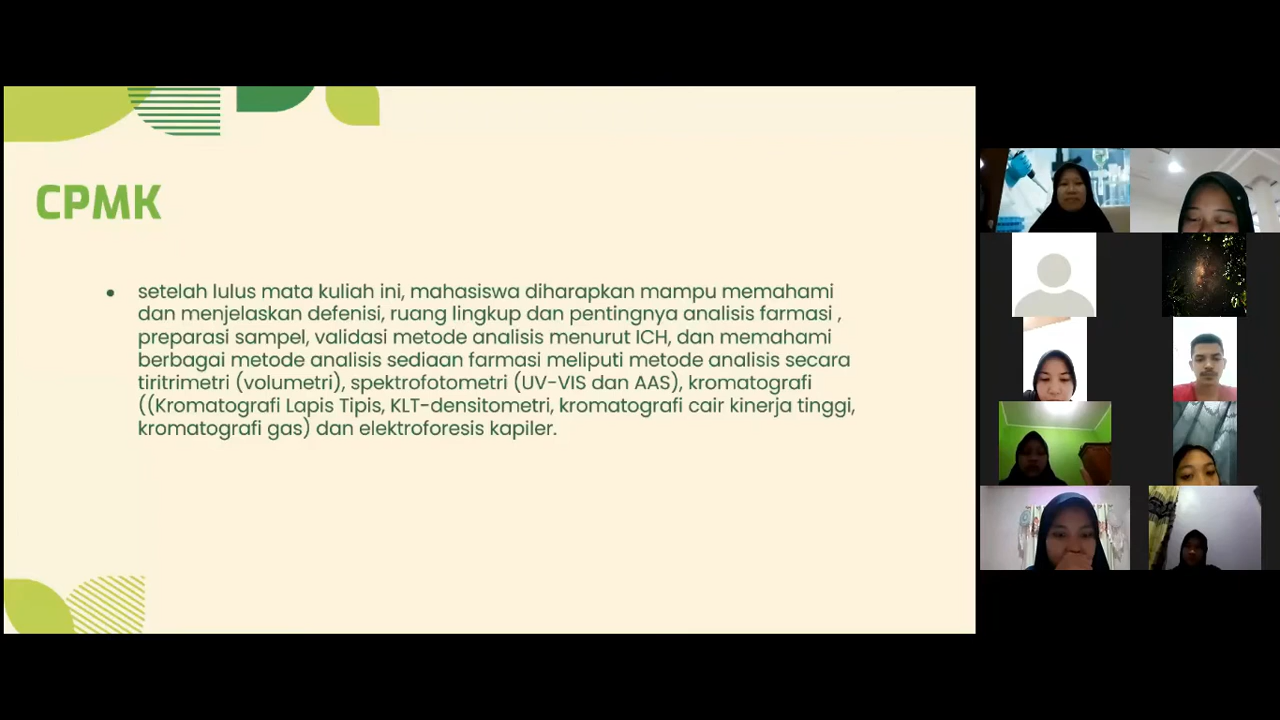 CPMK
• setelah lulus mata kuliah ini, mahasiswa diharapkan mampu memahami
dan menjelaskan defenisi, ruang lingkup dan pentingnya analisis farmasi ,
preparasi sampel, validasi metode analisis menurut ICH, dan memahami
berbagai metode analisis sediaan farmasi meliputi metode analisis secara
tiritrimetri (volumetri), spektrofotometri (UV-VIS dan AAS), kromatografi
((Kromatografi Lapis Tipis, KLT-densitometri, kromatografi cair kinerja tinggi,
kromatografi gas) dan elektroforesis kapiler.